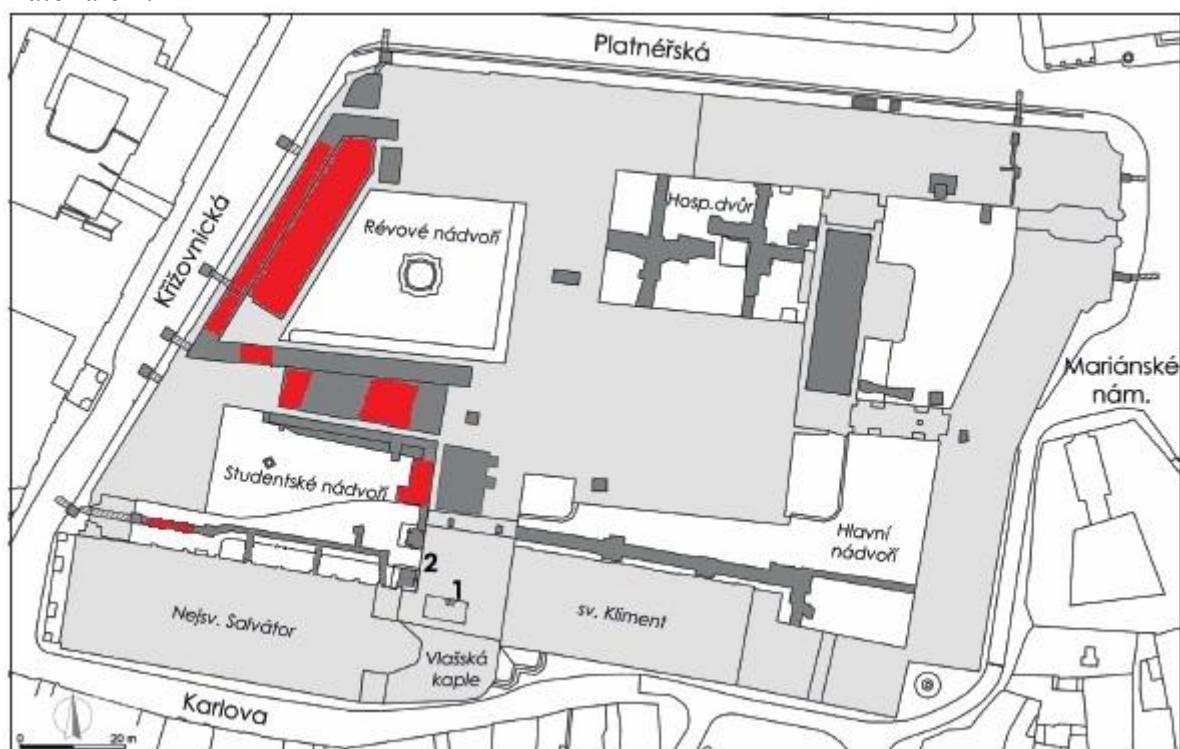 Platnéřská
Křížovnická
Révové nádvoří
Hosp.dvůr
Mariánské
nám.
Studentské nádvoří
Hlavní
nádvoří
2
1
Nejsv. Salvátor
sv. Kliment
Vlašská
kaple
Karlova
0 20 m